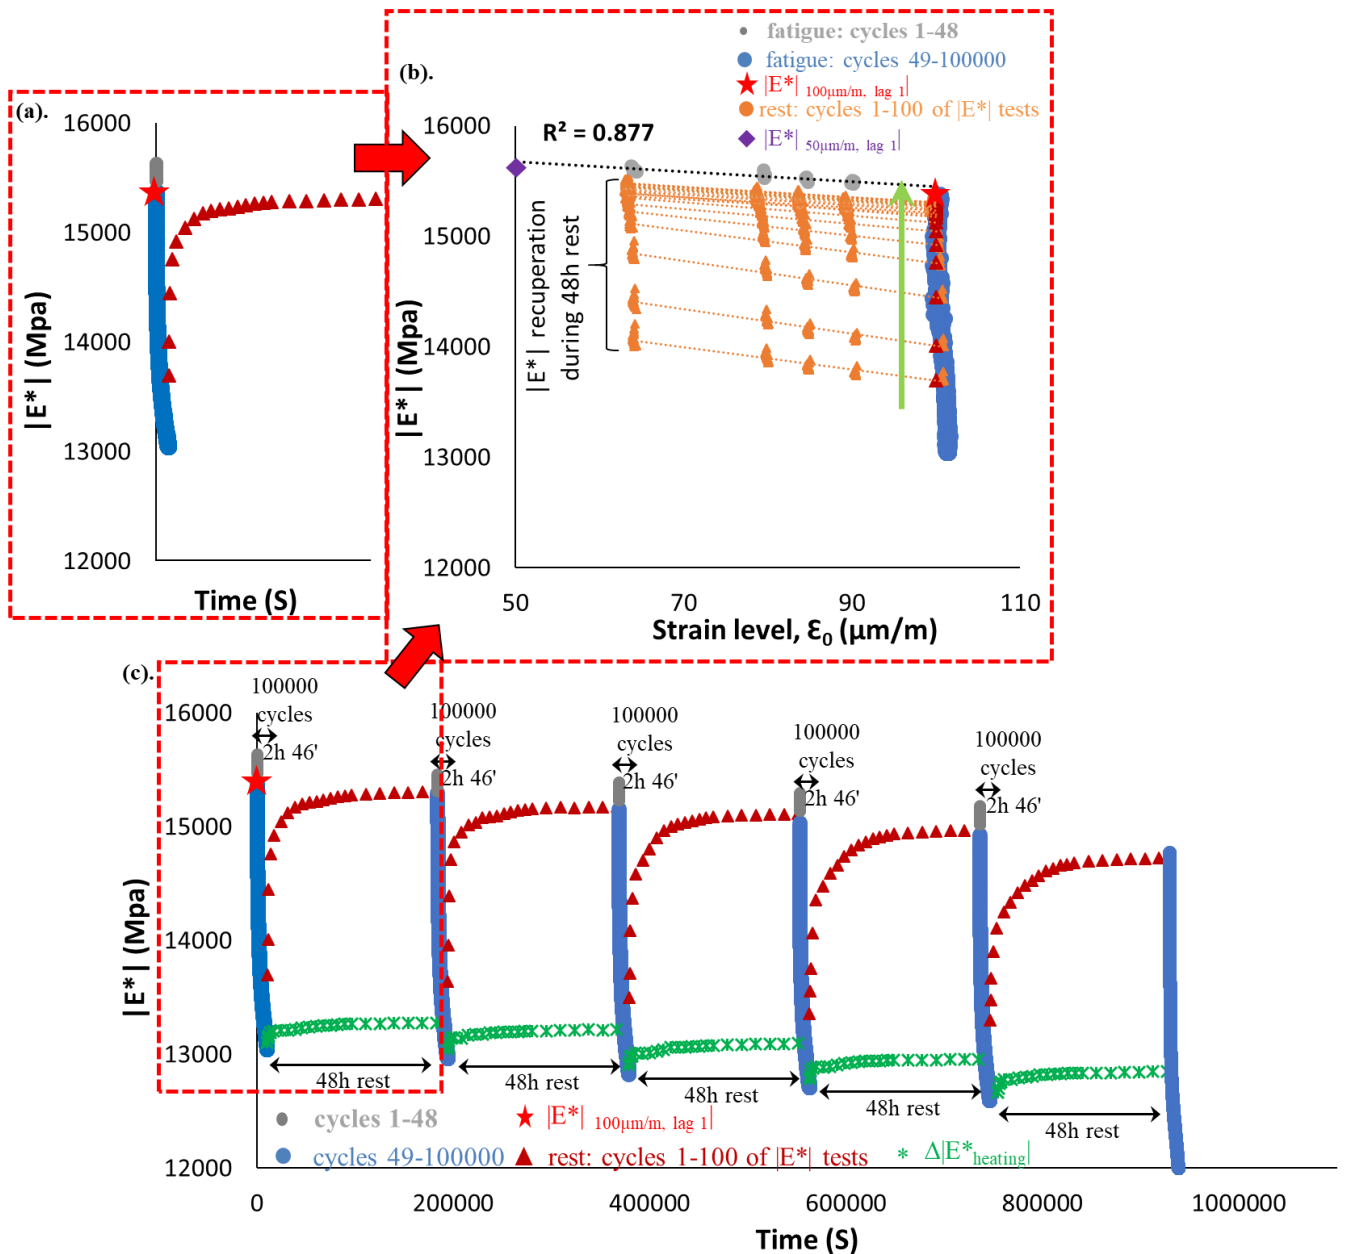 (a).
16000
15000
14000
13000
12000
|E*| (Mpa)
Time (S)
(b).
fatigue: cycles 1-48
fatigue: cycles 49-100000
|E*| 100µm/m, lag 1|
rest: cycles 1-100 of |E*| tests
|E*| 50µm/m, lag 1|
R² = 0.877
16000
15000
14000
13000
12000
|E*| (Mpa)
|E*| recuperation
during 48h rest
50
70
90
110
Strain level, Ɛ0 (µm/m)
(c).
16000
15000
14000
13000
12000
|E*| (Mpa)
100000
cycles
2h 46'
100000
cycles
2h 46'
100000
cycles
2h 46'
100000
cycles
2h 46'
100000
cycles
2h 46'
48h rest
48h rest
48h rest
48h rest
48h rest
cycles 1-48
|E*| 100µm/m, lag 1|
cycles 49-100000
rest: cycles 1-100 of |E*| tests
* Δ|E*heating|
0
200000
400000
600000
800000
1000000
Time (S)